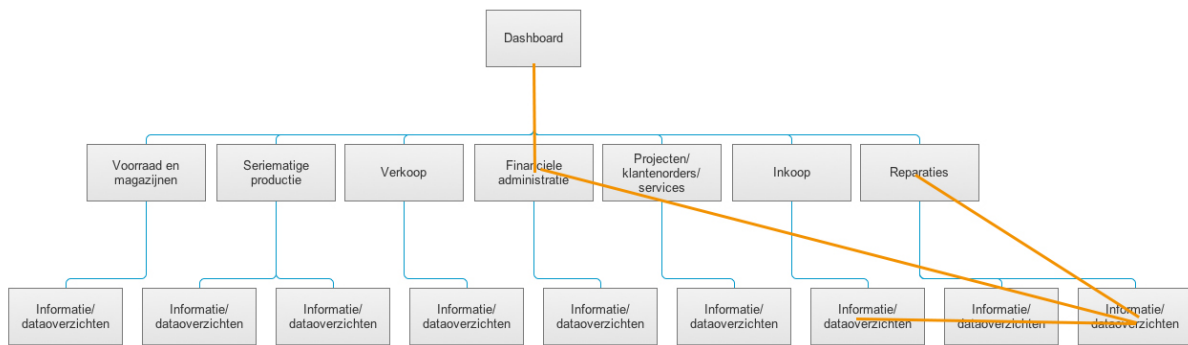 Dashboard
Voorraad en
magazijnen
Seriematige
productie
Verkoop
Financiele
administratie
Projecten/
klantenorders/
services
Inkoop
Reparaties
Informatie/
dataoverzichten
Informatie/
dataoverzichten
Informatie/
dataoverzichten
Informatie/
dataoverzichten
Informatie/
dataoverzichten
Informatie/
dataoverzichten
Informatie/
dataoverzichten
Informatie/
dataoverzichten
Informatie/
dataoverzichten